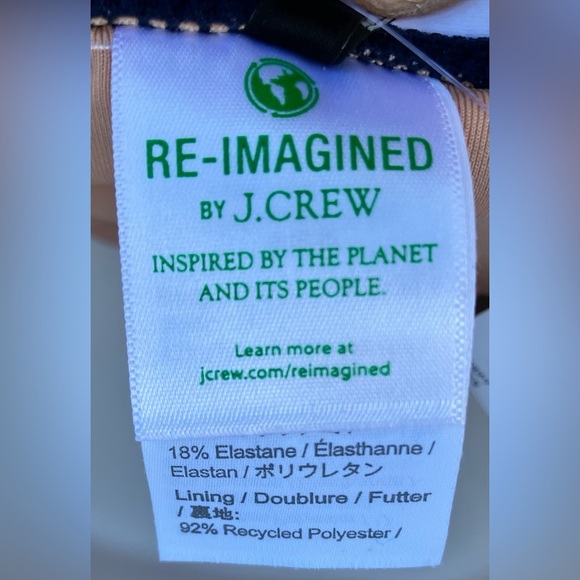 RE-IMAGINED
BY J.CREW
INSPIRED BY THE PLANET
AND ITS PEOPLE.
Learn more at
jcrew.com/reimagined
18% Elastane / Élasthanne /
Elastan / ポリウレタン
Lining / Doublure / Futter
/ 裏地:
92% Recycled Polyester /